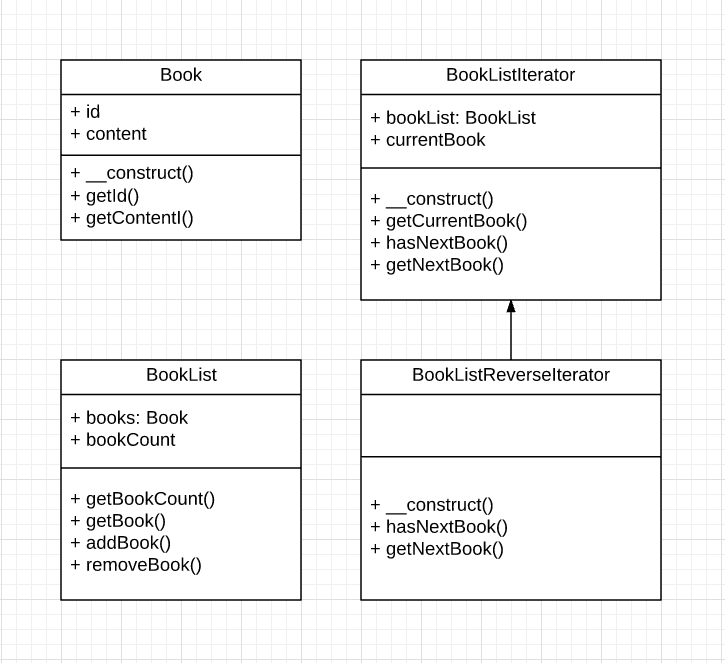 Book
+ id
+ content
+ __construct()
+ getId()
+ getContentI()
BookListIterator
+ bookList: BookList
+ currentBook
+ __construct()
+ getCurrentBook()
+ hasNextBook()
+ getNextBook()
BookList
+ books: Book
+ bookCount
+ getBookCount()
+ getBook()
+ addBook()
+ removeBook()
BookListReverseIterator
+ __construct()
+ hasNextBook()
+ getNextBook()